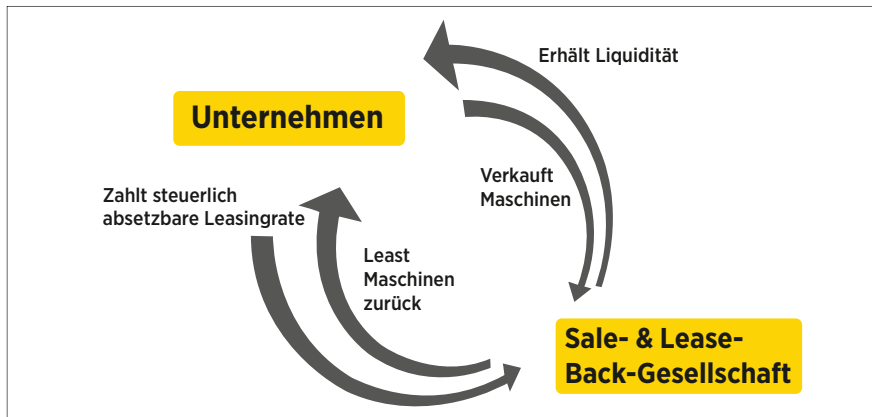 Erhält Liquidität
Unternehmen
Verkauft
Maschinen
Zahlt steuerlich
absetzbare Leasingrate
Least
Maschinen
zurück
Sale- & Lease-
Back-Gesellschaft